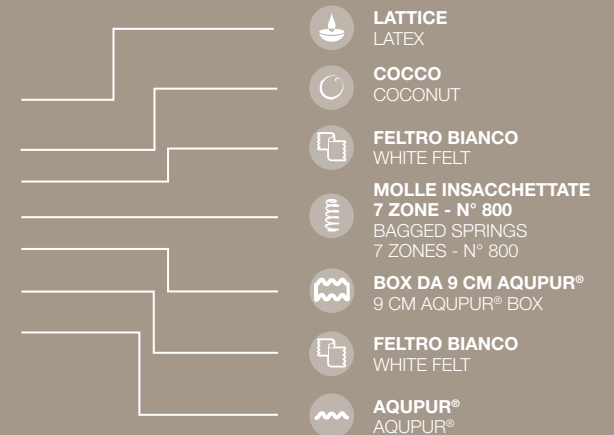 LATTICE
LATEX
COCCO
COCONUT
FELTRO BIANCO
WHITE FELT
MOLLE INSACCHETTATE
7 ZONE - N° 800
BAGGED SPRINGS
7 ZONES - N° 800
BOX DA 9 CM AQUPUR®
9 CM AQUPUR® BOX
FELTRO BIANCO
WHITE FELT
AQUPUR®
AQUPUR®